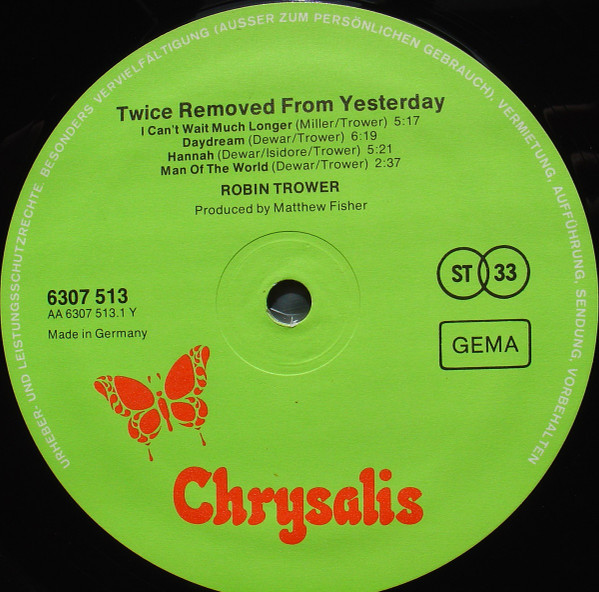 URHEBER- UND LEISTUNGSSCHUTZRECHTE. BESONDERS VERVIELFÄLTIGUNG (AUSSER ZUM PERSÖNLICHEN GEBRAUCH), VERMIETUNG, AUFFÜHRUNG, SENDUNG, VORBEHALTEN
Twice Removed From Yesterday
I Can't Wait Much Longer (Miller/Trower) 5:17
Daydream (Dewar/Trower) 6:19
Hannah (Dewar/Isidore/Trower) 5:21
Man Of The World (Dewar/Trower) 2:37
ROBIN TROWER
Produced by Matthew Fisher
ST 33
6307 513
AA 6307 513.1 Y
Made in Germany
GEMA
Chrysalis